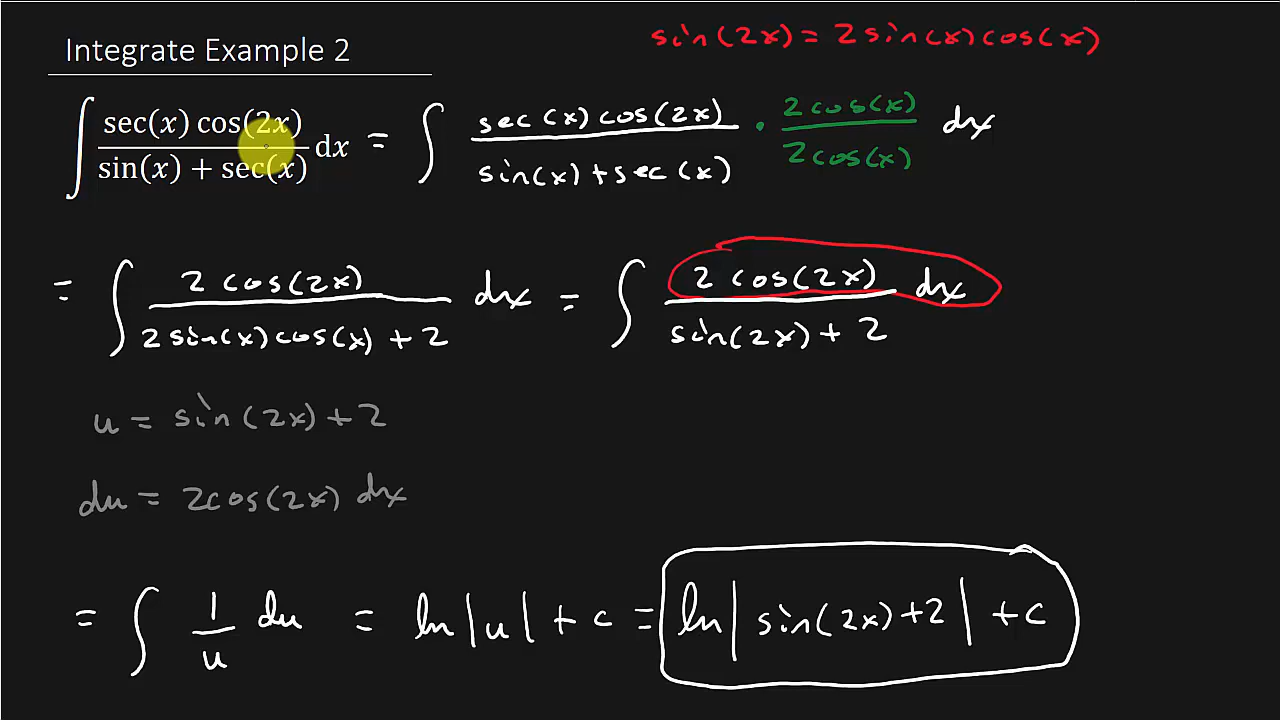 Integrate Example 2
sin(2x) = 2sin(x)cos(x)
∫ sec(x) cos(2x) / sin(x) + sec(x) dx = ∫ sec(x) cos(2x) / sin(x) + sec(x) · 2cos(x) / 2cos(x) dx
= ∫ 2cos(2x) / 2sin(x)cos(x) + 2 dx = ∫ 2cos(2x) / sin(2x) + 2 dx
u = sin(2x) + 2
du = 2cos(2x) dx
= ∫ 1/u du = ln|u| + c = ln|sin(2x)+2| + c